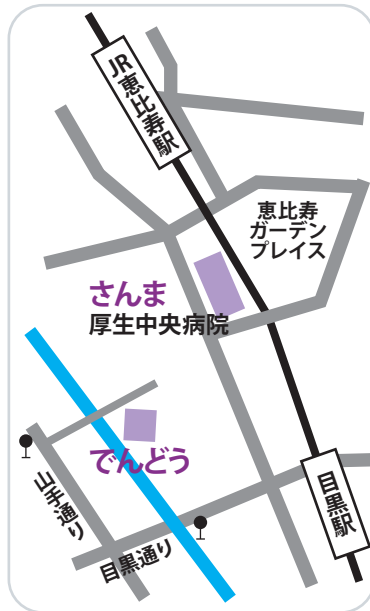 JR恵比寿駅
恵比寿
ガーデン
プレイス
さんま
厚生中央病院
でんどう
山手通り
目黒通り
目黒駅